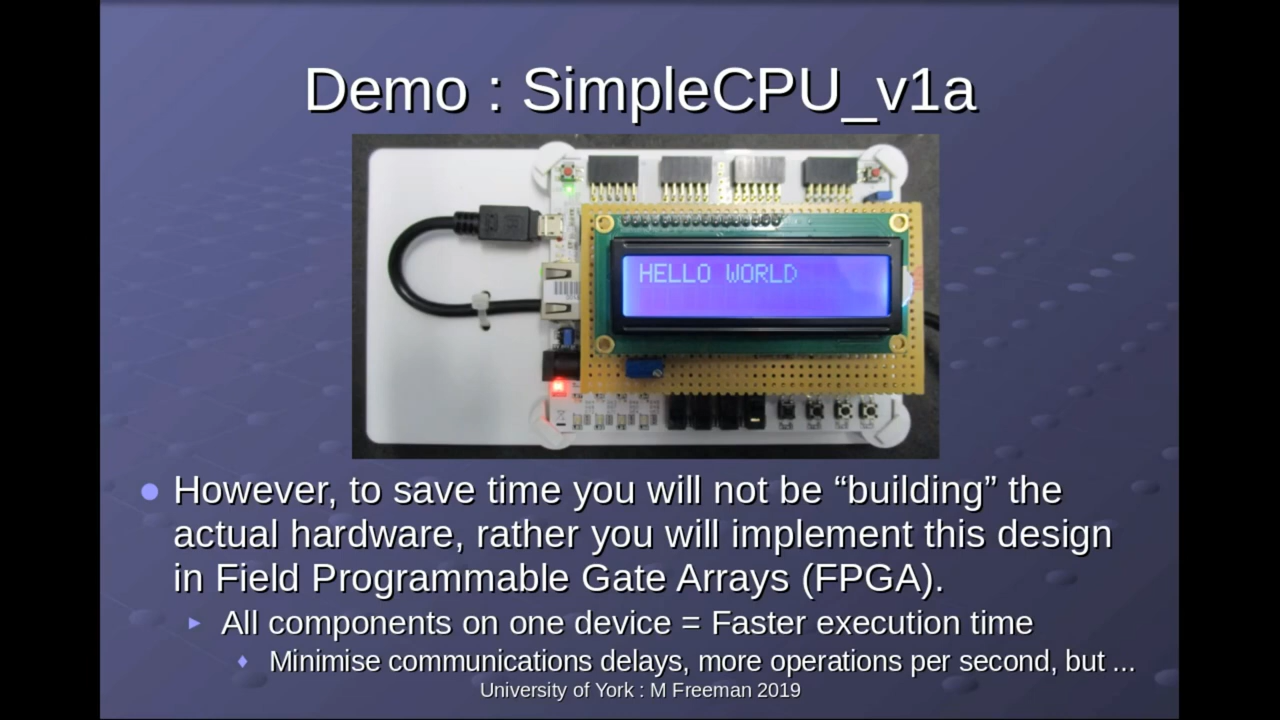 Demo : SimpleCPU_v1a
HELLO WORLD
However, to save time you will not be “building” the
actual hardware, rather you will implement this design
in Field Programmable Gate Arrays (FPGA).
All components on one device = Faster execution time
Minimise communications delays, more operations per second, but ...
University of York : M Freeman 2019